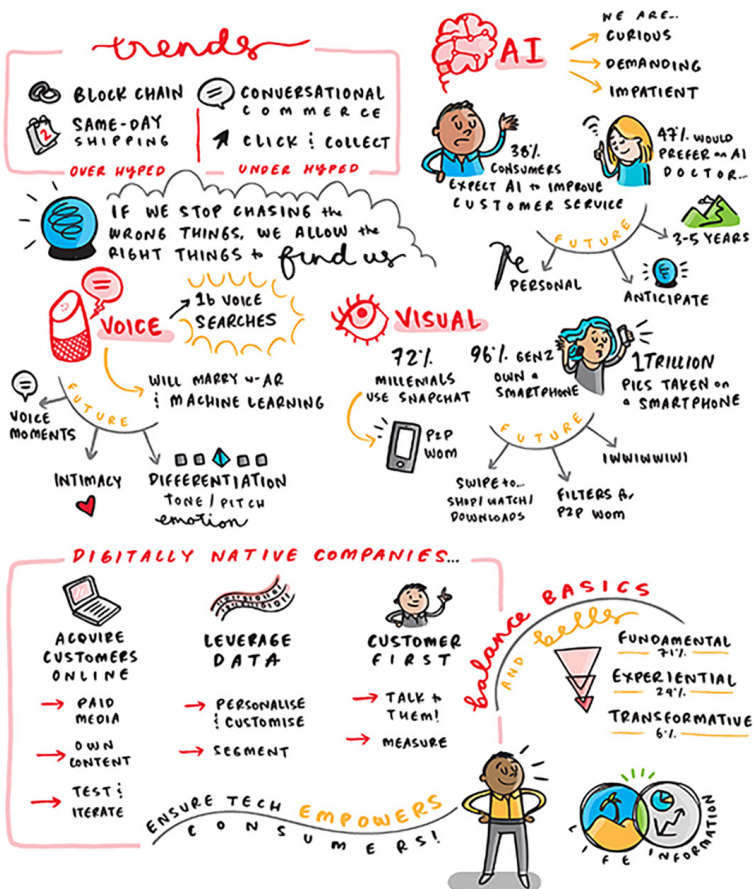 trends
BLOCK CHAIN
SAME-DAY
SHIPPING
OVER HYPED
CONVERSATIONAL
COMMERCE
CLICK & COLLECT
UNDER HYPED
2
AI
WE ARE...
CURIOUS
DEMANDING
IMPATIENT
38% CONSUMERS
EXPECT AI to IMPROVE
CUSTOMER SERVICE
47% WOULD
PREFER an AI
DOCTOR...
FUTURE
PERSONAL
ANTICIPATE
3-5 YEARS
IF WE STOP CHASING the
WRONG THINGS, WE ALLOW the
RIGHT THINGS to find us
VOICE
1b VOICE
SEARCHES
WILL MARRY w-AR
& MACHINE LEARNING
FUTURE
VOICE
MOMENTS
INTIMACY
DIFFERENTIATION
TONE/PITCH
emotion
VISUAL
72%
MILLENIALS
USE SNAPCHAT
P2P
WOM
96% GEN Z
OWN a
SMARTPHONE
1 TRILLION
PICS TAKEN on
a SMARTPHONE
FUTURE
SWIPE to...
SHOP/WATCH/
DOWNLOADS
FILTERS for
P2P WOM
IWWIWWIWI
DIGITALLY NATIVE COMPANIES...
ACQUIRE
CUSTOMERS
ONLINE
PAID
MEDIA
OWN
CONTENT
TEST &
ITERATE
LEVERAGE
DATA
PERSONALISE
& CUSTOMISE
SEGMENT
CUSTOMER
FIRST
TALK to
THEM!
MEASURE
balance BASICS
AND bells
FUNDAMENTAL
71%
EXPERIENTIAL
29%
TRANSFORMATIVE
6%
ENSURE TECH EMPOWERS
CONSUMERS!
LIFE INFORMATION